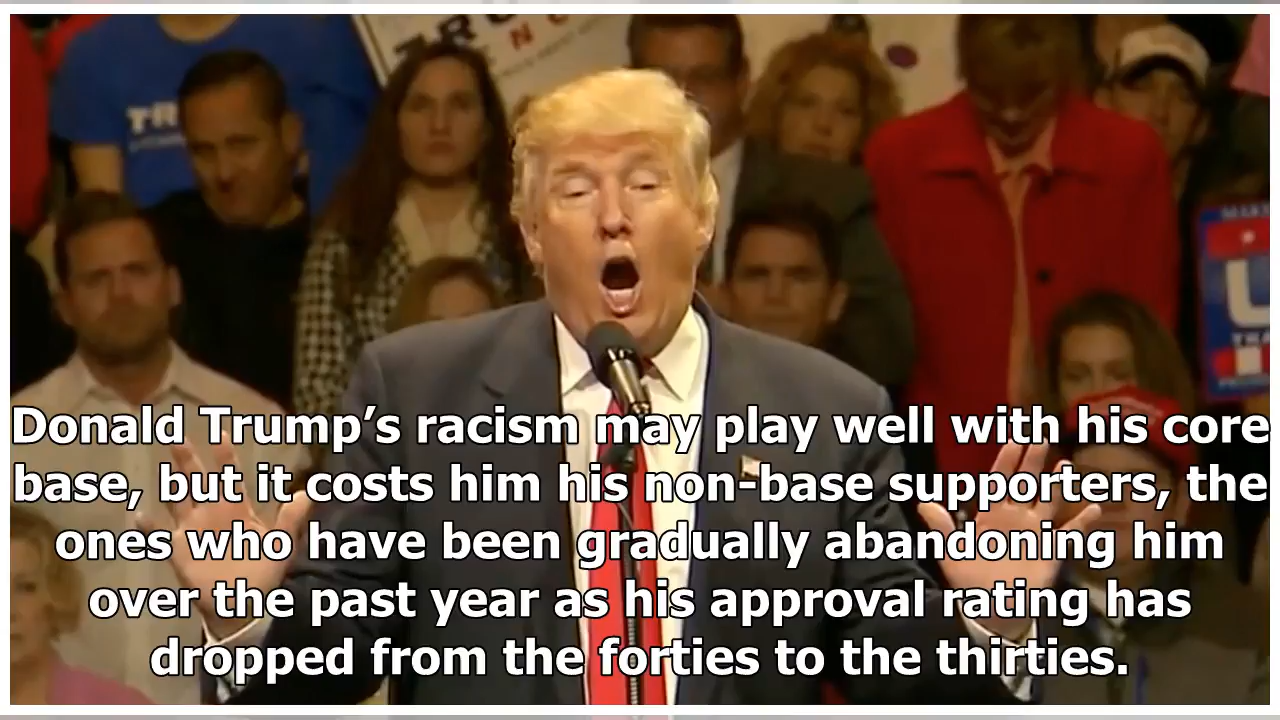 TR
Donald Trump’s racism may play well with his core
base, but it costs him his non-base supporters, the
ones who have been gradually abandoning him
over the past year as his approval rating has
dropped from the forties to the thirties.